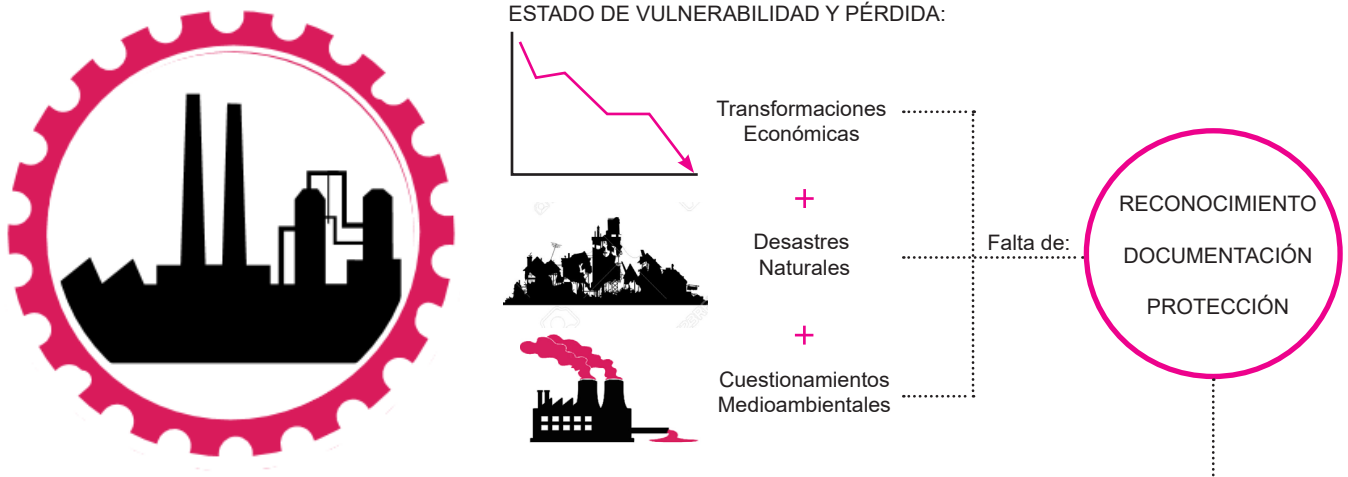 ESTADO DE VULNERABILIDAD Y PÉRDIDA:
Transformaciones
Económicas
+
Desastres
Naturales
+
Cuestionamientos
Medioambientales
Falta de:
RECONOCIMIENTO
DOCUMENTACIÓN
PROTECCIÓN